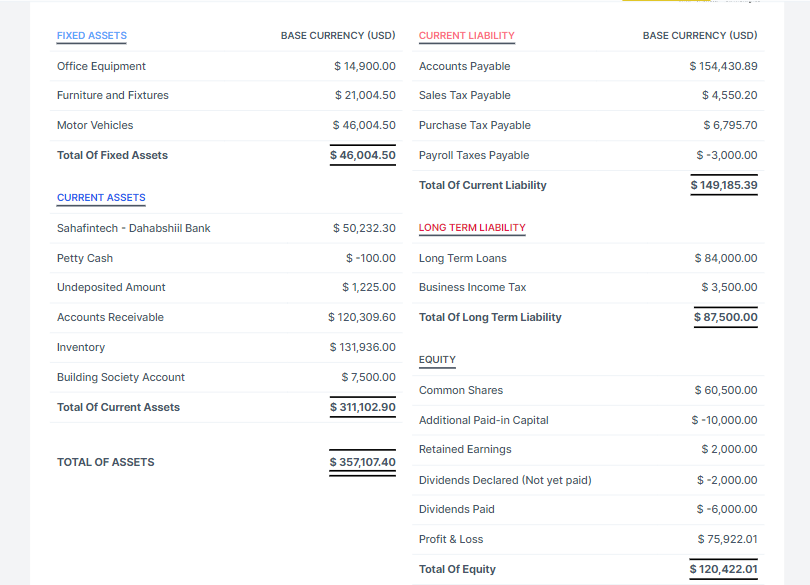 FIXED ASSETS BASE CURRENCY (USD)
Office Equipment $ 14,900.00
Furniture and Fixtures $ 21,004.50
Motor Vehicles $ 46,004.50
Total Of Fixed Assets $ 46,004.50
CURRENT ASSETS
Sahafintech - Dahabshiil Bank $ 50,232.30
Petty Cash $ -100.00
Undeposited Amount $ 1,225.00
Accounts Receivable $ 120,309.60
Inventory $ 131,936.00
Building Society Account $ 7,500.00
Total Of Current Assets $ 311,102.90
TOTAL OF ASSETS $ 357,107.40
CURRENT LIABILITY BASE CURRENCY (USD)
Accounts Payable $ 154,430.89
Sales Tax Payable $ 4,550.20
Purchase Tax Payable $ 6,795.70
Payroll Taxes Payable $ -3,000.00
Total Of Current Liability $ 149,185.39
LONG TERM LIABILITY
Long Term Loans $ 84,000.00
Business Income Tax $ 3,500.00
Total Of Long Term Liability $ 87,500.00
EQUITY
Common Shares $ 60,500.00
Additional Paid-in Capital $ -10,000.00
Retained Earnings $ 2,000.00
Dividends Declared (Not yet paid) $ -2,000.00
Dividends Paid $ -6,000.00
Profit & Loss $ 75,922.01
Total Of Equity $ 120,422.01